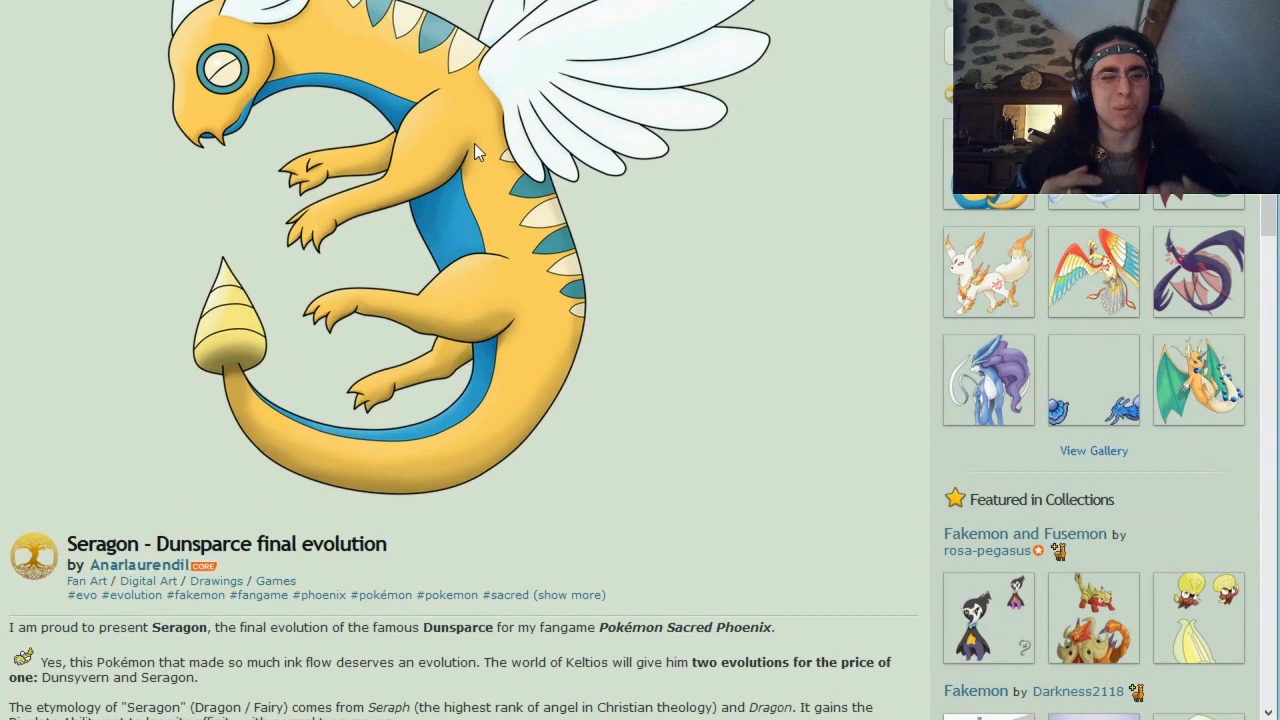 View Gallery
Featured in Collections
Fakemon and Fusemon by
rosa-pegasus
Fakemon by Darkness2118
Seragon - Dunsparce final evolution
by Anarlaurendil CORE
Fan Art / Digital Art / Drawings / Games
#evo #evolution #fakemon #fangame #phoenix #pokémon #pokemon #sacred (show more)
I am proud to present Seragon, the final evolution of the famous Dunsparce for my fangame Pokémon Sacred Phoenix.
Yes, this Pokémon that made so much ink flow deserves an evolution. The world of Keltios will give him two evolutions for the price of
one: Dunsyvern and Seragon.
The etymology of "Seragon" (Dragon / Fairy) comes from Seraph (the highest rank of angel in Christian theology) and Dragon. It gains the